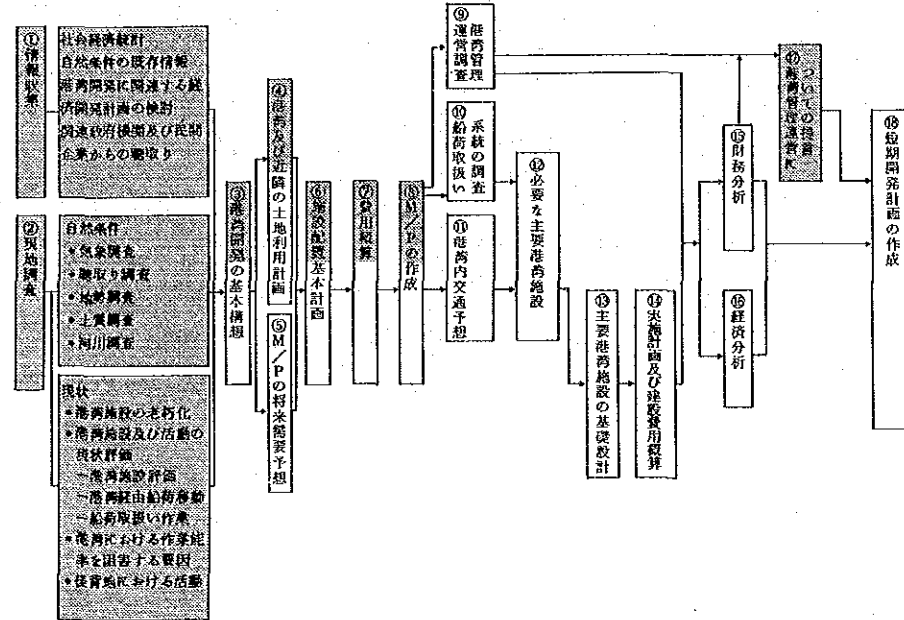 ①情報収集
社会経済統計
自然条件の既存情報
港湾開発に関連する経
済開発計画の検討
関連政府機関及び民間
企業からの聴取り
②現地調査
自然条件
•気象調査
•聴取り調査
•地勢調査
•土質調査
•河川調査
現状
•港湾施設の老朽化
•港湾施設及び活動の
現状評価
－港湾施設評価
－港湾経由船荷移動
－船荷取扱い作業
•港湾における作業能
率を阻害する要因
•後背地における活動
③港湾開発の基本構想
④港湾及び近隣の土地利用計画
⑤M／Pの将来需要予想
⑥施設配置基本計画
⑦費用概算
⑧M／Pの作成
⑨港湾管理
運営調査
⑩船荷取扱い
系統の調査
⑪港湾内交通予想
⑫必要な主要港湾施設
⑬主要港湾施設の基礎設計
⑭実施計画及び建設費用概算
⑮財務分析
⑯経済分析
⑰港湾管理運営に
ついての提言
⑱短期開発計画の作成